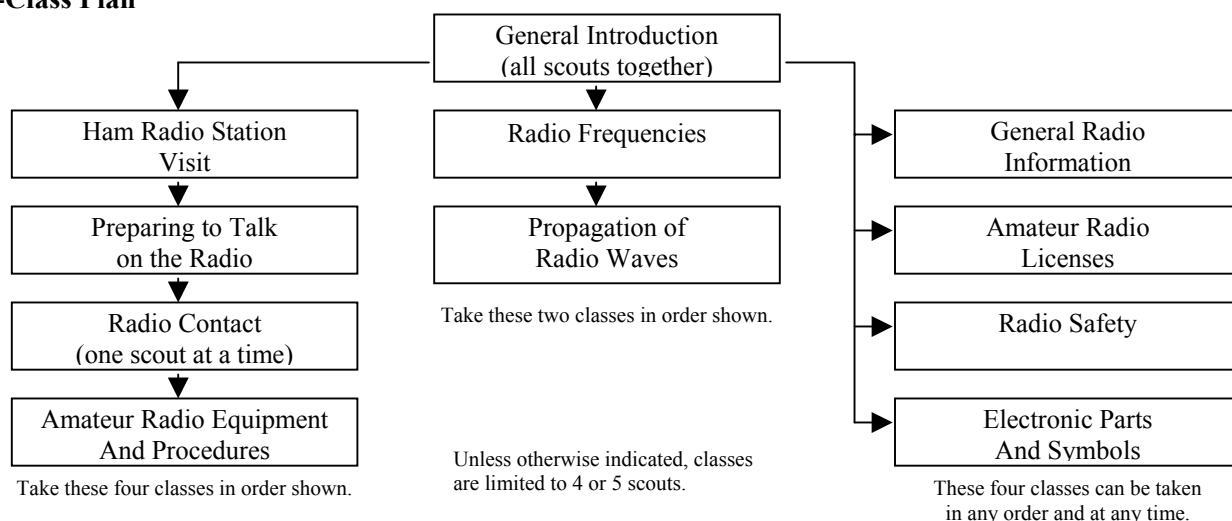 -Class Plan
General Introduction
(all scouts together)
Ham Radio Station
Visit
Preparing to Talk
on the Radio
Radio Contact
(one scout at a time)
Amateur Radio Equipment
And Procedures
Take these four classes in order shown.
Radio Frequencies
Propagation of
Radio Waves
Take these two classes in order shown.
Unless otherwise indicated, classes
are limited to 4 or 5 scouts.
General Radio
Information
Amateur Radio
Licenses
Radio Safety
Electronic Parts
And Symbols
These four classes can be taken
in any order and at any time.